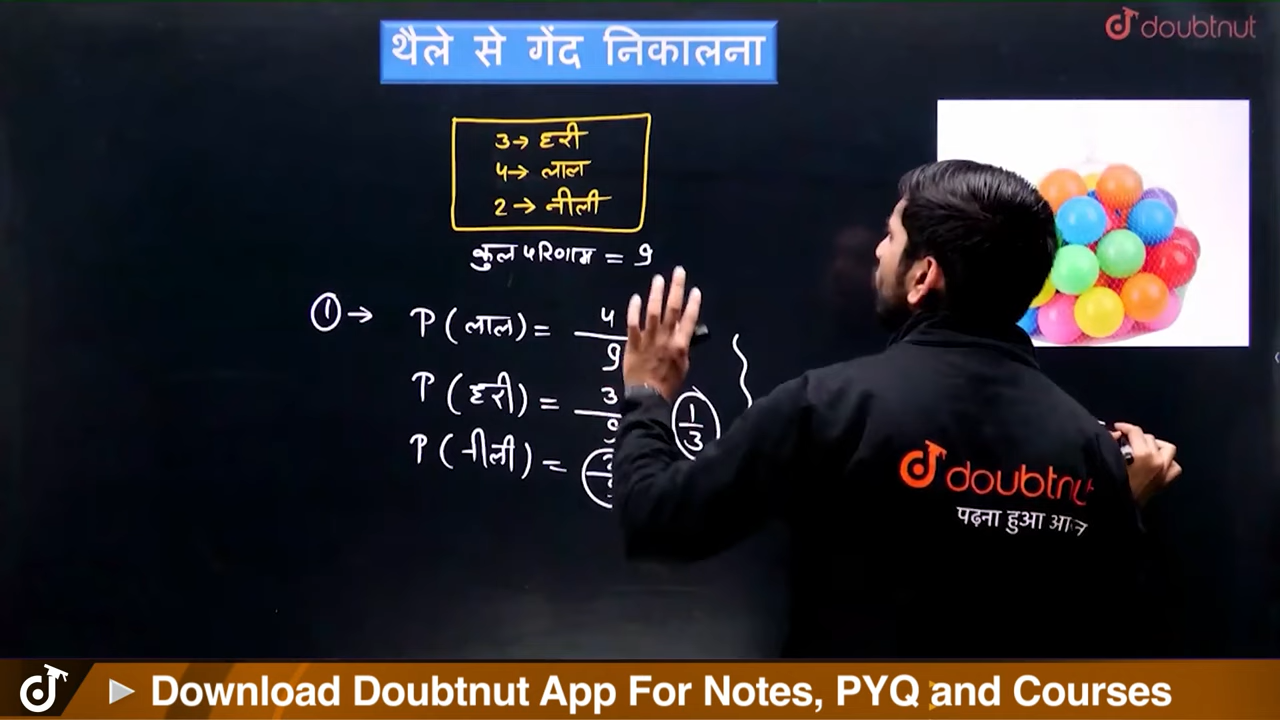 थैले से गेंद निकालना
doubtnut
3→ हरी
4→ लाल
2→ नीली
कुल परिणाम = 9
① → P (लाल) = 4/9
P (हरी) = 3/9 1/3
P (नीली) =
doubtnut
पढ़ना हुआ
Download Doubtnut App For Notes, PYQ and Courses